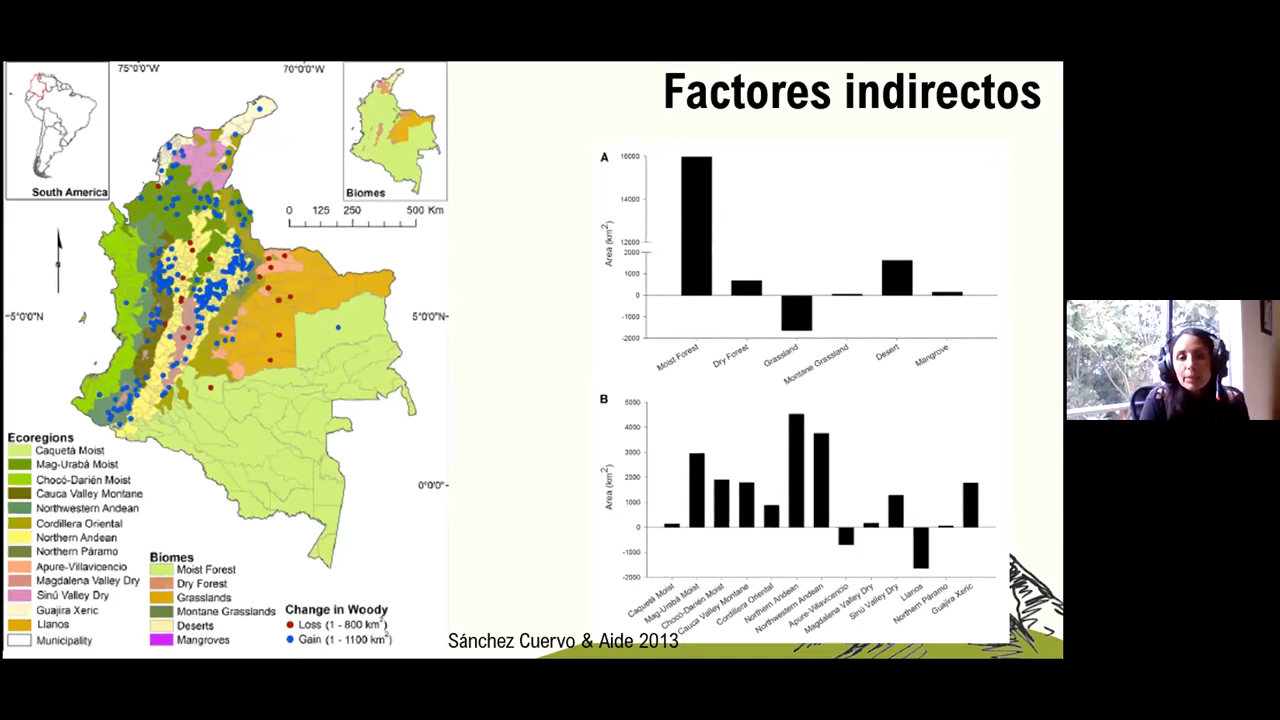 Factores indirectos
75°0'0"W
70°0'0"W
South America
Biomes
0 125 250 500 Km
N
5°0'0"N
5°0'0"N
0°0'0"
Ecoregions
Caquetá Moist
Mag-Urabá Moist
Chocó-Darién Moist
Cauca Valley Montane
Northwestern Andean
Cordillera Oriental
Northern Andean
Northern Páramo
Apure-Villavicencio
Magdalena Valley Dry
Sinú Valley Dry
Guajira Xeric
Llanos
Municipality
Biomes
Moist Forest
Dry Forest
Grasslands
Montane Grasslands
Deserts
Mangroves
Change in Woody
Loss (1 - 800 km²)
Gain (1 - 1100 km²)
A
Area (km²)
16000
14000
12000
2000
1000
0
-1000
-2000
Moist Forest
Dry Forest
Grassland
Montane Grassland
Desert
Mangrove
B
Area (km²)
5000
4000
3000
2000
1000
0
-1000
-2000
Caquetá Moist
Mag-Urabá Moist
Chocó-Darién Moist
Cauca Valley Montane
Cordillera Oriental
Northern Andean
Northwestern Andean
Apure-Villavicencio
Magdalena Valley Dry
Sinú Valley Dry
Llanos
Northern Páramo
Guajira Xeric
Sánchez Cuervo & Aide 2013